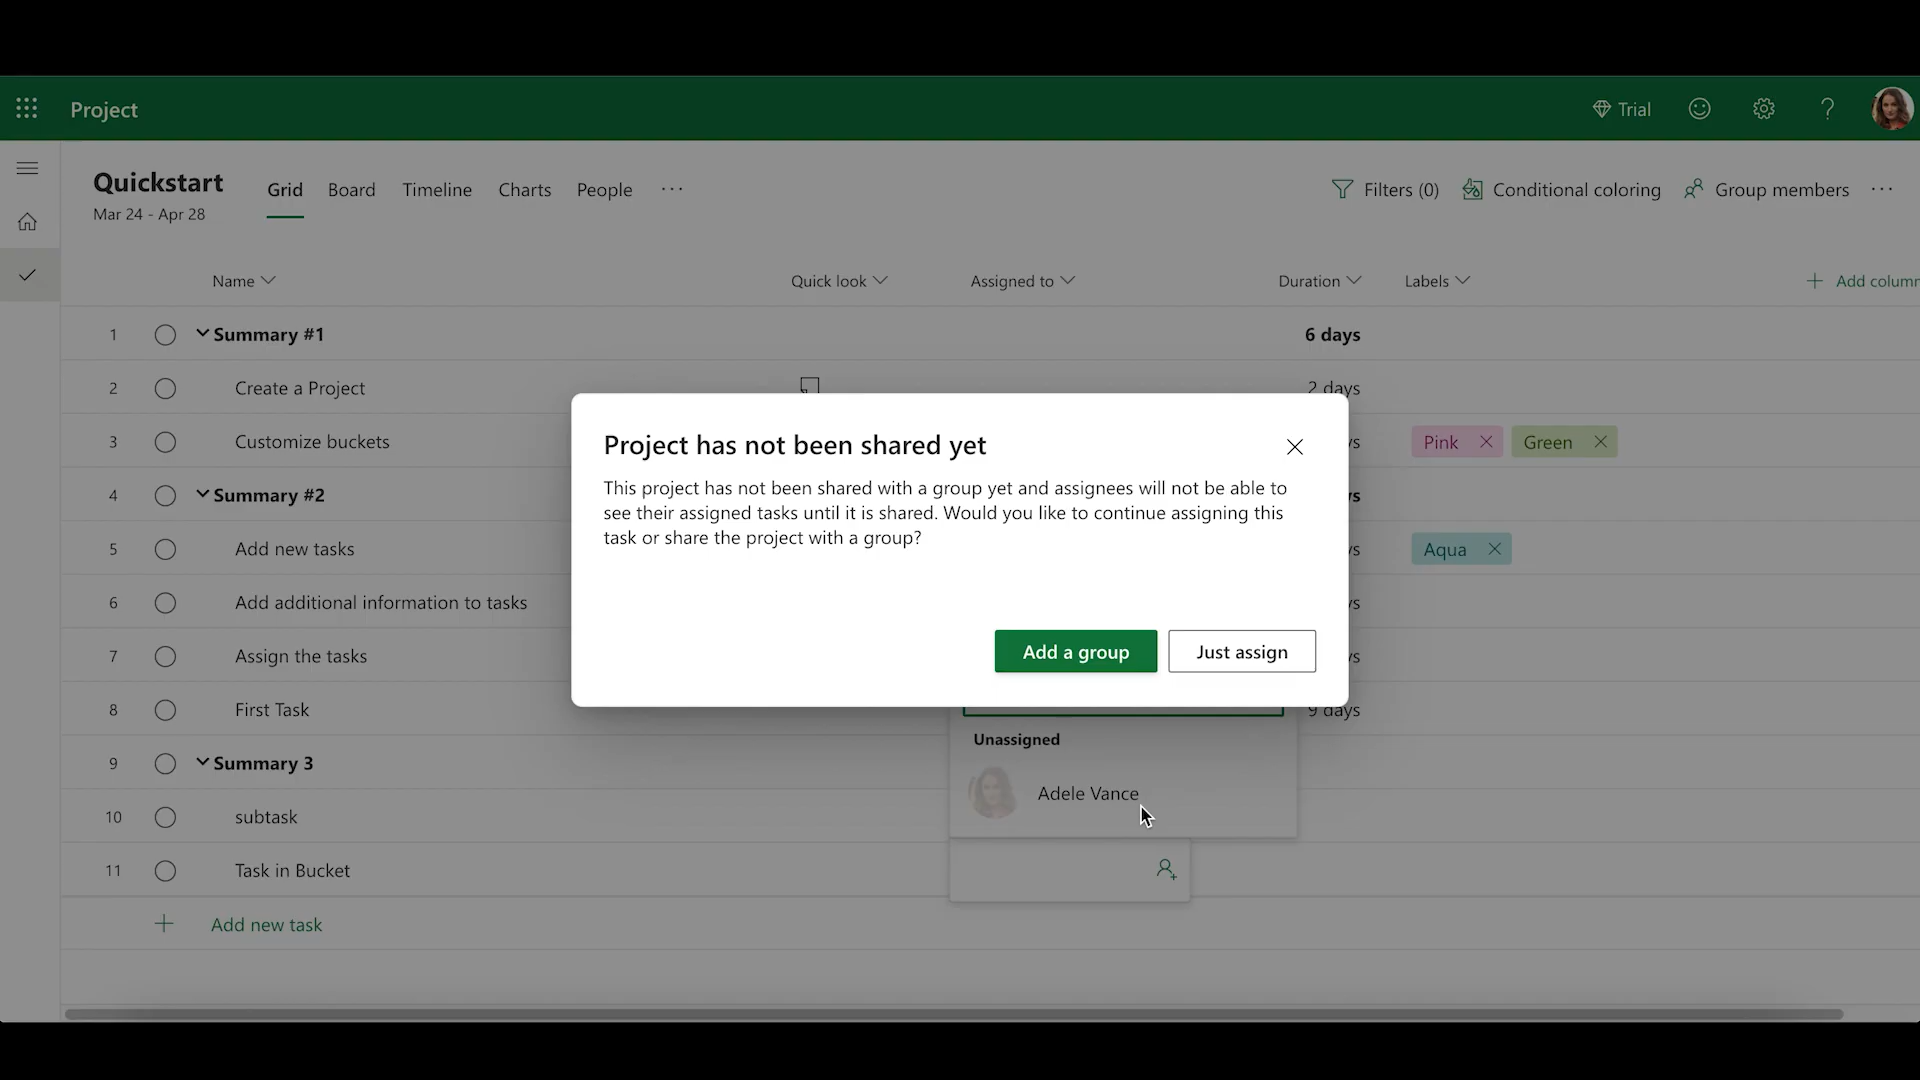 Project
Trial
Quickstart
Mar 24 - Apr 28
Grid Board Timeline Charts People ...
Filters (0) Conditional coloring Group members ...
Name Quick look Assigned to Duration Labels + Add column
1 Summary #1 6 days
2 Create a Project 2 days
3 Customize buckets Pink Green
4 Summary #2
5 Add new tasks Aqua
6 Add additional information to tasks
7 Assign the tasks
8 First Task 9 days
9 Summary 3
10 subtask
11 Task in Bucket
+ Add new task
Project has not been shared yet
This project has not been shared with a group yet and assignees will not be able to
see their assigned tasks until it is shared. Would you like to continue assigning this
task or share the project with a group?
Add a group Just assign
Unassigned
Adele Vance